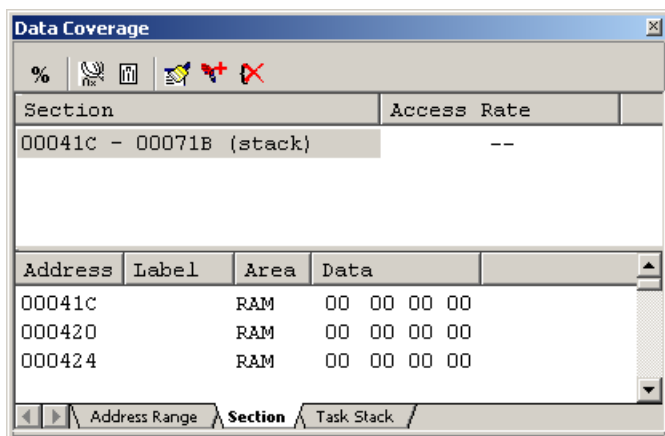 Data Coverage
%
Section Access Rate
00041C - 00071B (stack) --
Address Label Area Data
00041C RAM 00 00 00 00
000420 RAM 00 00 00 00
000424 RAM 00 00 00 00
Address Range Section Task Stack